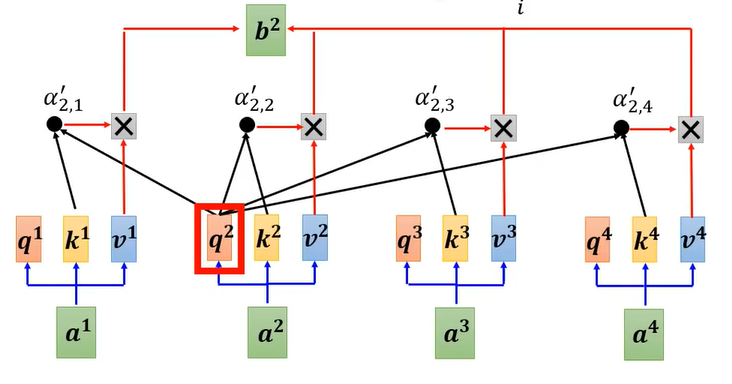 i
b²
α′₂,₁ α′₂,₂ α′₂,₃ α′₂,₄
q¹ k¹ v¹ q² k² v² q³ k³ v³ q⁴ k⁴ v⁴
a¹ a² a³ a⁴